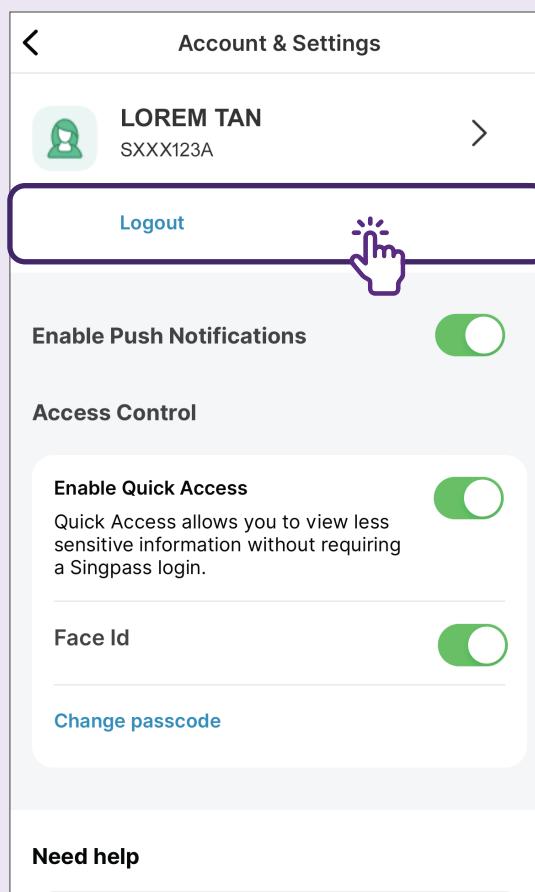 Account & Settings
LOREM TAN
SXXX123A
Logout
Enable Push Notifications
Access Control
Enable Quick Access
Quick Access allows you to view less
sensitive information without requiring
a Singpass login.
Face Id
Change passcode
Need help